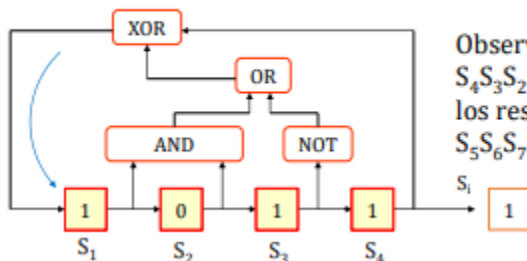 XOR
OR
AND
NOT
1
0
1
1
S₁
S₂
S₃
S₄
Observ
S₄S₃S₂
los res
S₅S₆S₇
Sᵢ
1